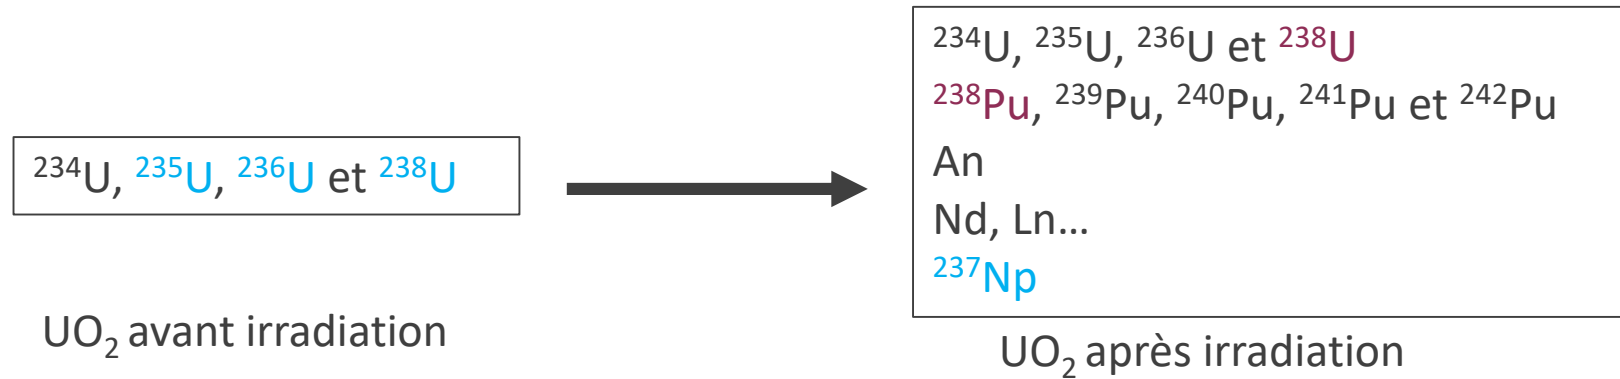 ²³⁴U, ²³⁵U, ²³⁶U et ²³⁸U
UO₂ avant irradiation
²³⁴U, ²³⁵U, ²³⁶U et ²³⁸U
²³⁸Pu, ²³⁹Pu, ²⁴⁰Pu, ²⁴¹Pu et ²⁴²Pu
An
Nd, Ln...
²³⁷Np
UO₂ après irradiation